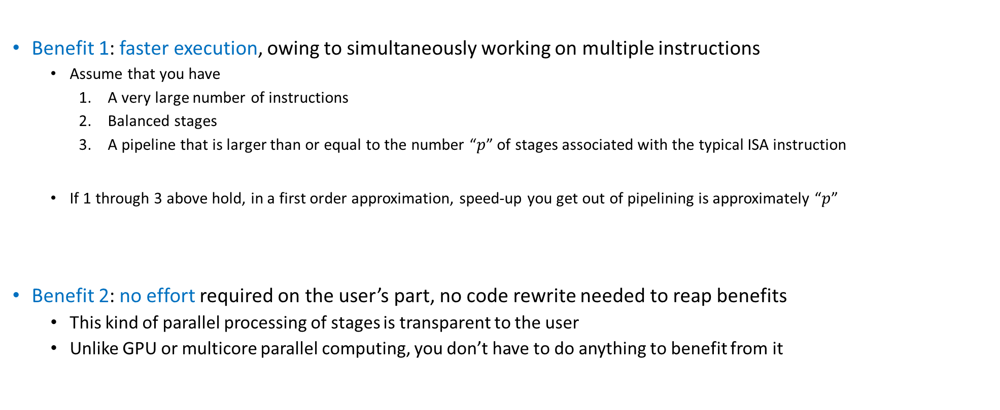 • Benefit 1: faster execution, owing to simultaneously working on multiple instructions
• Assume that you have
1. A very large number of instructions
2. Balanced stages
3. A pipeline that is larger than or equal to the number “p” of stages associated with the typical ISA instruction
• If 1 through 3 above hold, in a first order approximation, speed-up you get out of pipelining is approximately “p”
• Benefit 2: no effort required on the user’s part, no code rewrite needed to reap benefits
• This kind of parallel processing of stages is transparent to the user
• Unlike GPU or multicore parallel computing, you don’t have to do anything to benefit from it